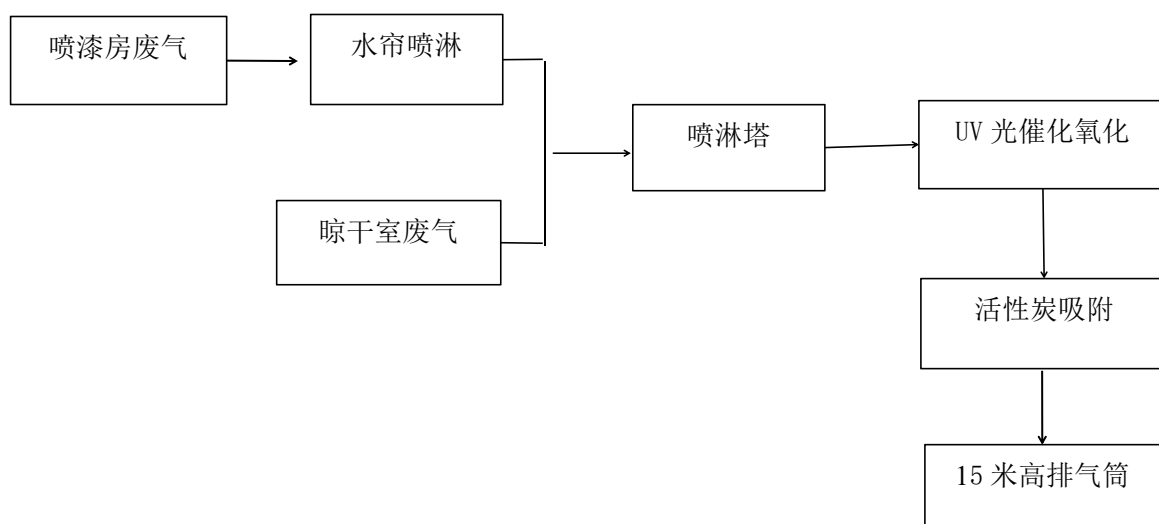 喷漆房废气
水帘喷淋
喷淋塔
UV 光催化氧化
晾干室废气
活性炭吸附
15 米高排气筒